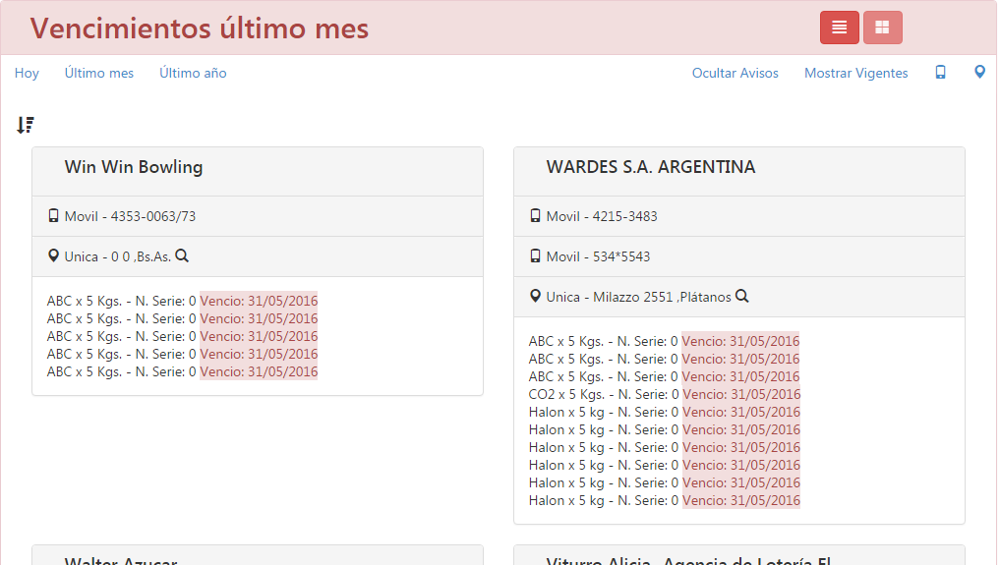 Vencimientos último mes
Hoy Último mes Último año Ocultar Avisos Mostrar Vigentes
Win Win Bowling
Movil - 4353-0063/73
Unica - 0 0 ,Bs.As.
ABC x 5 Kgs. - N. Serie: 0 Vencio: 31/05/2016
ABC x 5 Kgs. - N. Serie: 0 Vencio: 31/05/2016
ABC x 5 Kgs. - N. Serie: 0 Vencio: 31/05/2016
ABC x 5 Kgs. - N. Serie: 0 Vencio: 31/05/2016
ABC x 5 Kgs. - N. Serie: 0 Vencio: 31/05/2016
WARDES S.A. ARGENTINA
Movil - 4215-3483
Movil - 534*5543
Unica - Milazzo 2551 ,Plátanos
ABC x 5 Kgs. - N. Serie: 0 Vencio: 31/05/2016
ABC x 5 Kgs. - N. Serie: 0 Vencio: 31/05/2016
ABC x 5 Kgs. - N. Serie: 0 Vencio: 31/05/2016
CO2 x 5 Kgs. - N. Serie: 0 Vencio: 31/05/2016
Halon x 5 kg - N. Serie: 0 Vencio: 31/05/2016
Halon x 5 kg - N. Serie: 0 Vencio: 31/05/2016
Halon x 5 kg - N. Serie: 0 Vencio: 31/05/2016
Halon x 5 kg - N. Serie: 0 Vencio: 31/05/2016
Halon x 5 kg - N. Serie: 0 Vencio: 31/05/2016
Halon x 5 kg - N. Serie: 0 Vencio: 31/05/2016
Walter Azucar
Viturro Alicia- Agencia de Lotería El